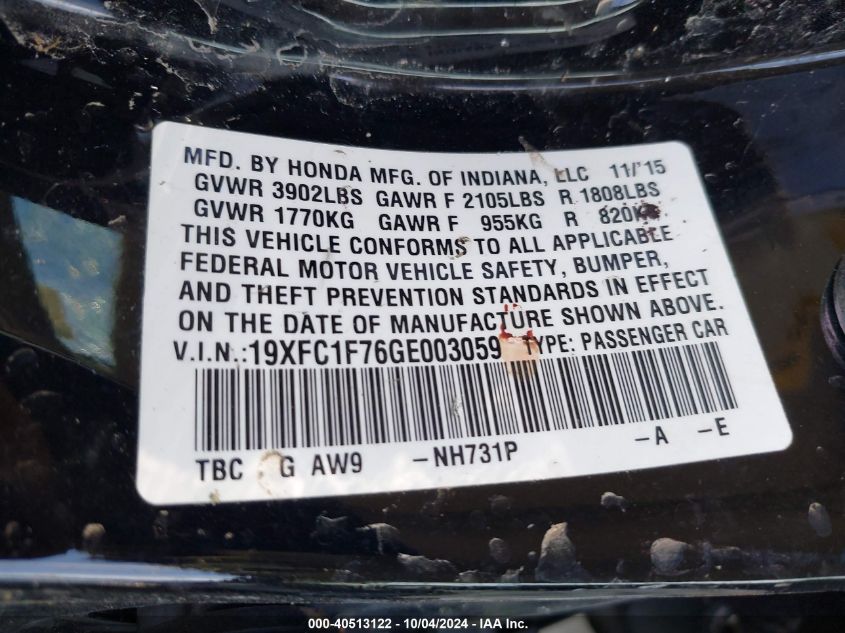 MFD. BY HONDA MFG. OF INDIANA, LLC 11/'15
GVWR 3902LBS GAWR F 2105LBS R 1808LBS
GVWR 1770KG GAWR F 955KG R 820KG
THIS VEHICLE CONFORMS TO ALL APPLICABLE
FEDERAL MOTOR VEHICLE SAFETY, BUMPER,
AND THEFT PREVENTION STANDARDS IN EFFECT
ON THE DATE OF MANUFACTURE SHOWN ABOVE.
V.I.N.:19XFC1F76GE003059 TYPE: PASSENGER CAR
TBC G AW9 -NH731P -A -E
000-40513122 - 10/04/2024 - IAA Inc.